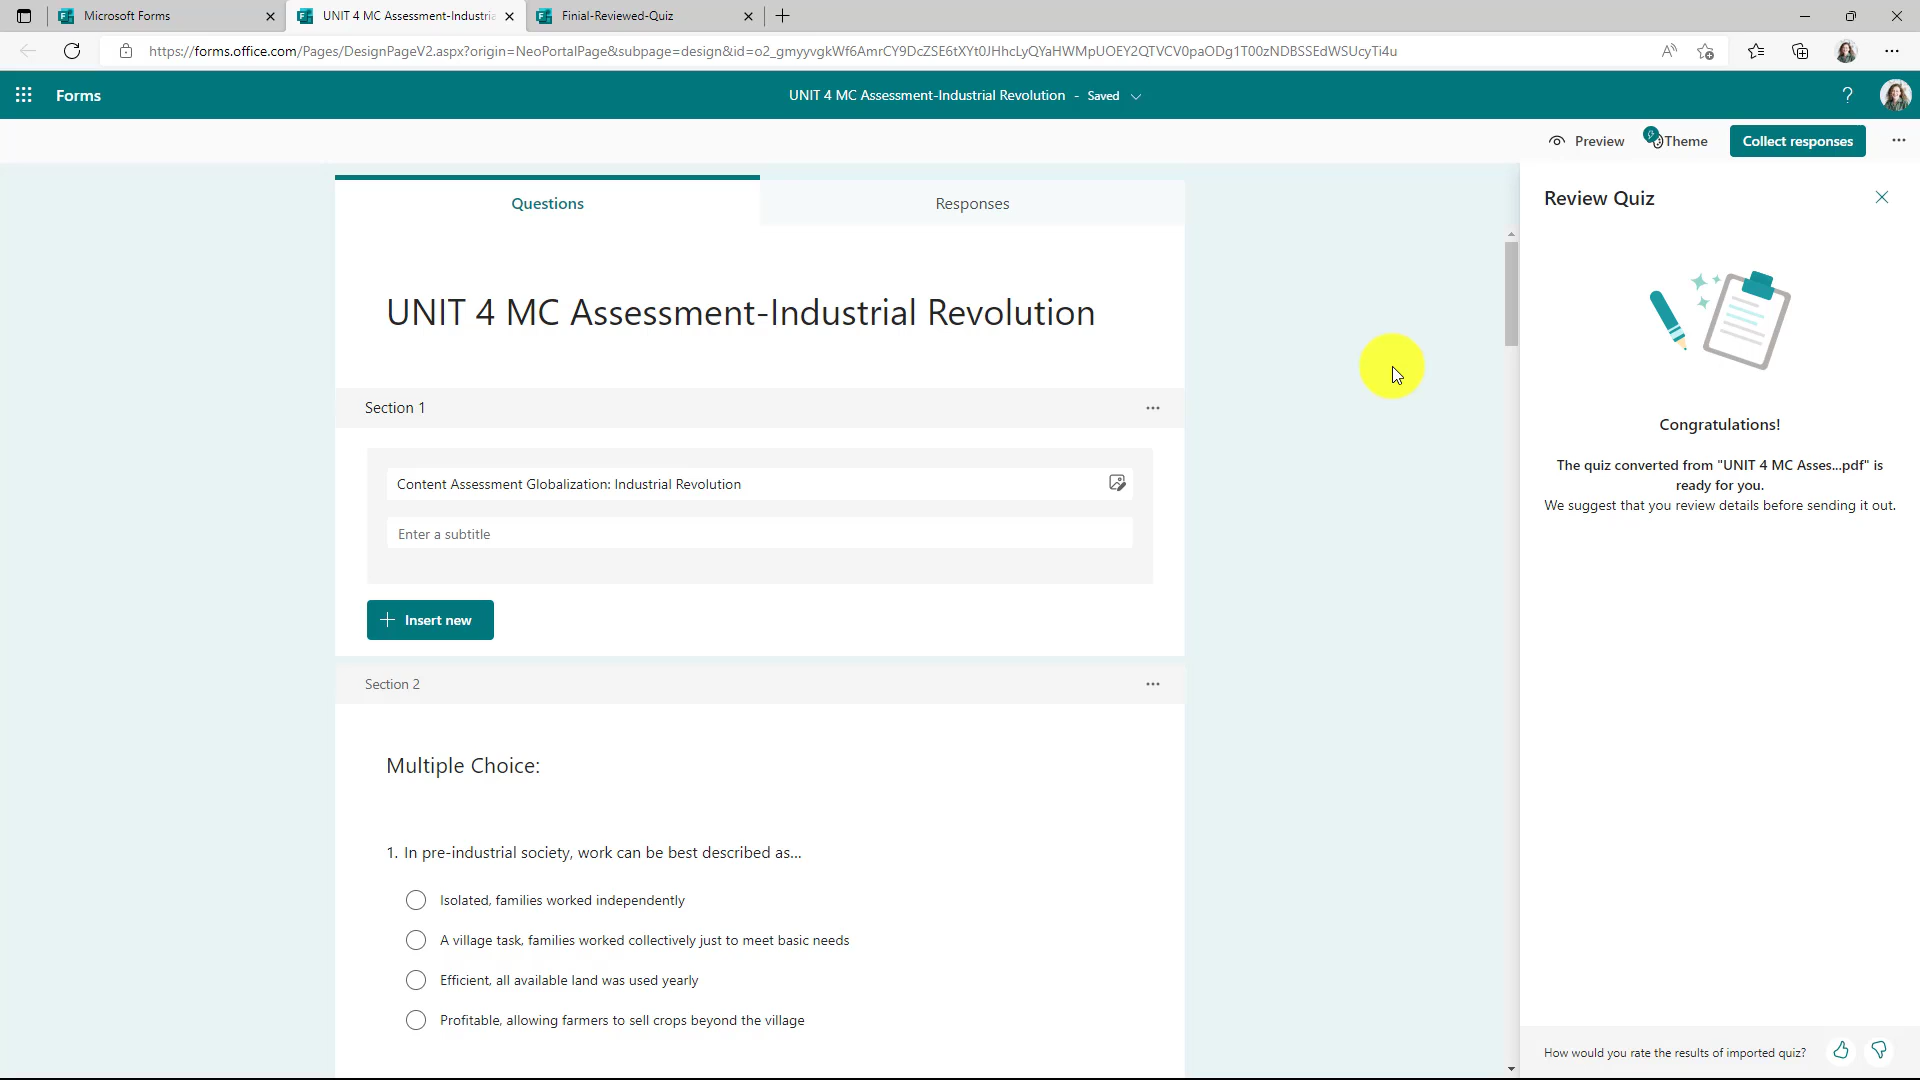 Microsoft Forms
UNIT 4 MC Assessment-Industria
Finial-Reviewed-Quiz
https://forms.office.com/Pages/DesignPageV2.aspx?origin=NeoPortalPage&subpage=design&id=o2_gmyyvgkWf6AmrCY9DcZSE6tXYt0JHhcLyQYaHWMpUOEY2QTVCV0paODg1T00zNDBSSEdWSUcyTi4u
Forms
UNIT 4 MC Assessment-Industrial Revolution - Saved
?
Preview
Theme
Collect responses
Questions
Responses
UNIT 4 MC Assessment-Industrial Revolution
Section 1
Content Assessment Globalization: Industrial Revolution
Enter a subtitle
Insert new
Section 2
Multiple Choice:
1. In pre-industrial society, work can be best described as...
Isolated, families worked independently
A village task, families worked collectively just to meet basic needs
Efficient, all available land was used yearly
Profitable, allowing farmers to sell crops beyond the village
Review Quiz
Congratulations!
The quiz converted from "UNIT 4 MC Asses...pdf" is
ready for you.
We suggest that you review details before sending it out.
How would you rate the results of imported quiz?